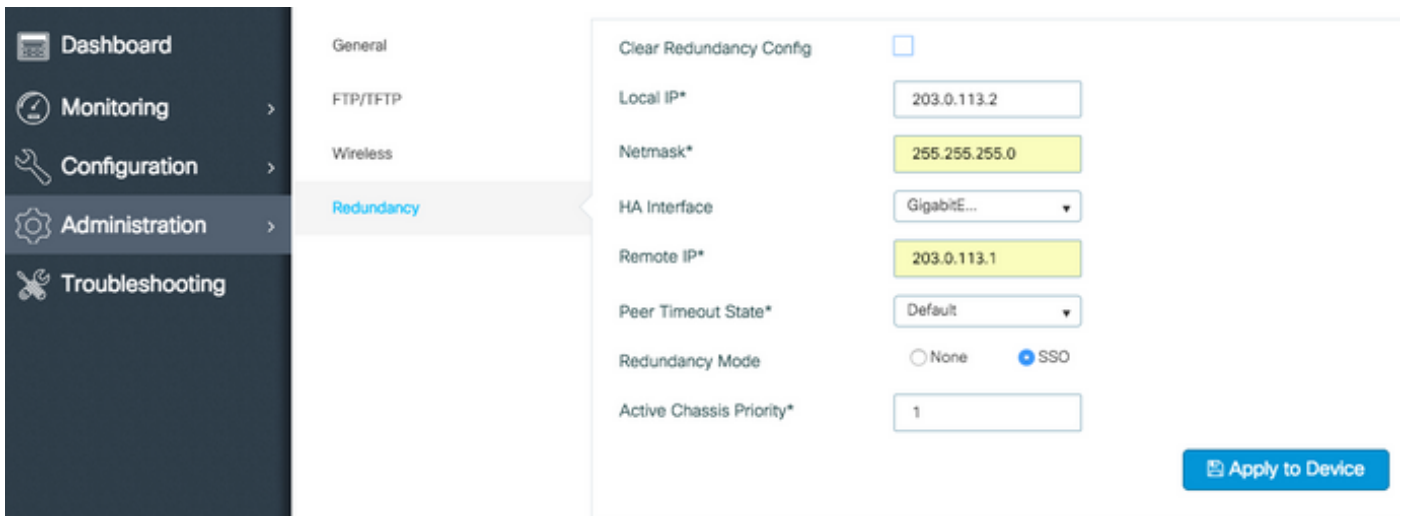 Dashboard
Monitoring
Configuration
Administration
Troubleshooting
General
FTP/TFTP
Wireless
Redundancy
Clear Redundancy Config
Local IP* 203.0.113.2
Netmask* 255.255.255.0
HA Interface GigabitE...
Remote IP* 203.0.113.1
Peer Timeout State* Default
Redundancy Mode None SSO
Active Chassis Priority* 1
Apply to Device